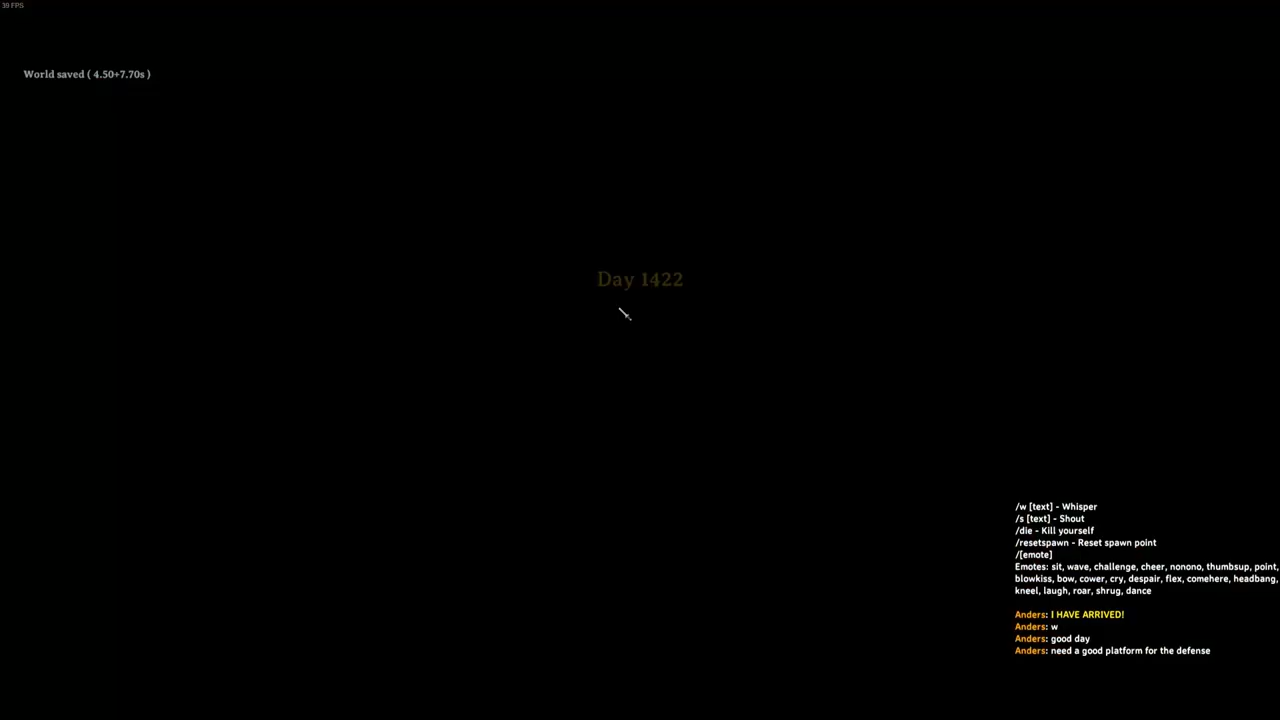 39 FPS
World saved ( 4.50+7.70s )
Day 1422
/w [text] - Whisper
/s [text] - Shout
/die - Kill yourself
/resetspawn - Reset spawn point
/[emote]
Emotes: sit, wave, challenge, cheer, nonono, thumbsup, point,
blowkiss, bow, cower, cry, despair, flex, comehere, headbang,
kneel, laugh, roar, shrug, dance
Anders: I HAVE ARRIVED!
Anders: w
Anders: good day
Anders: need a good platform for the defense